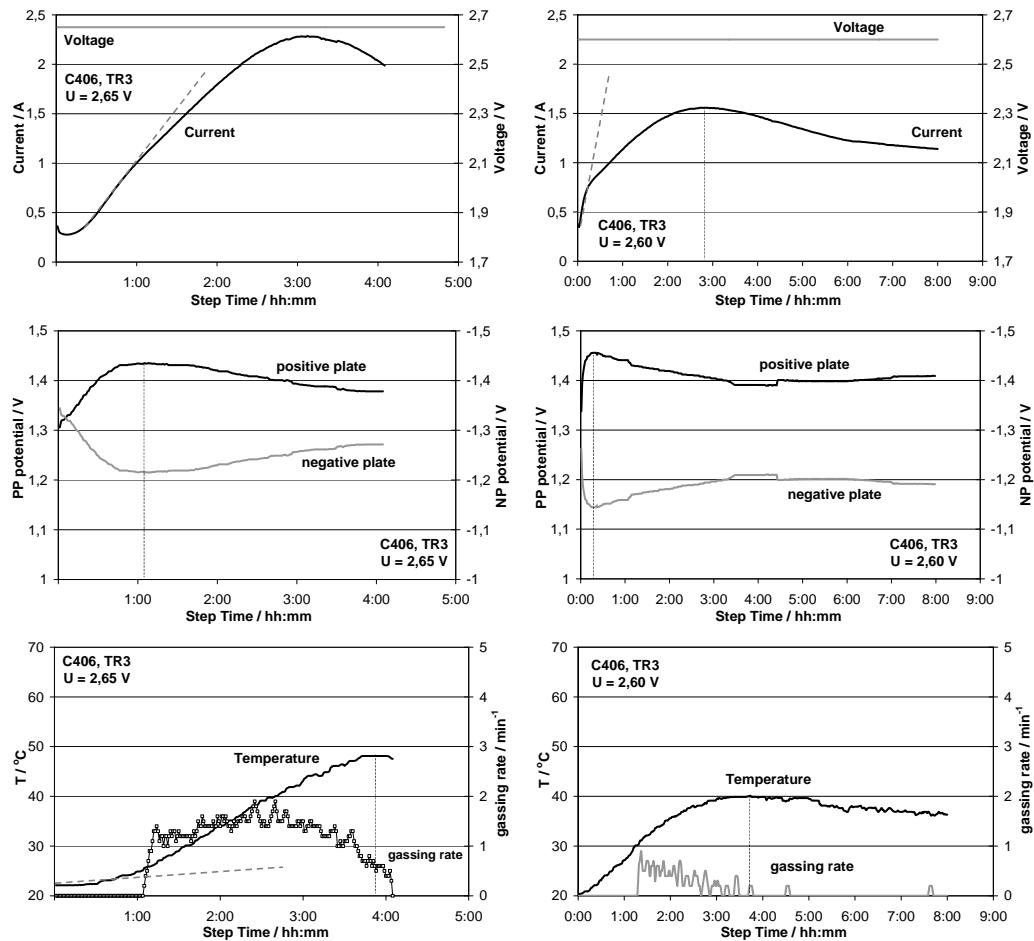 2,5
2
1,5
1
0,5
0
Current / A
2,7
2,5
2,3
2,1
1,9
1,7
Voltage / V
Voltage
C406, TR3
U = 2,65 V
Current
1:00 2:00 3:00 4:00 5:00
Step Time / hh:mm
2,5
2
1,5
1
0,5
0
Current / A
2,7
2,5
2,3
2,1
1,9
1,7
Voltage / V
Voltage
Current
C406, TR3
U = 2,60 V
0:00 1:00 2:00 3:00 4:00 5:00 6:00 7:00 8:00 9:00
Step Time / hh:mm
1,5
1,4
1,3
1,2
1,1
1
PP potential / V
-1,5
-1,4
-1,3
-1,2
-1,1
-1
NP potential / V
positive plate
negative plate
C406, TR3
U = 2,65 V
1:00 2:00 3:00 4:00 5:00
Step Time / hh:mm
1,5
1,4
1,3
1,2
1,1
1
PP potential / V
-1,5
-1,4
-1,3
-1,2
-1,1
-1
NP potential / V
positive plate
negative plate
C406, TR3
U = 2,60 V
0:00 1:00 2:00 3:00 4:00 5:00 6:00 7:00 8:00 9:00
Step Time / hh:mm
70
60
50
40
30
20
T / °C
5
4
3
2
1
0
gassing rate / min⁻¹
C406, TR3
U = 2,65 V
Temperature
gassing rate
1:00 2:00 3:00 4:00 5:00
Step Time / hh:mm
70
60
50
40
30
20
T / °C
5
4
3
2
1
0
gassing rate / min⁻¹
C406, TR3
U = 2,60 V
Temperature
gassing rate
0:00 1:00 2:00 3:00 4:00 5:00 6:00 7:00 8:00 9:00
Step Time / hh:mm